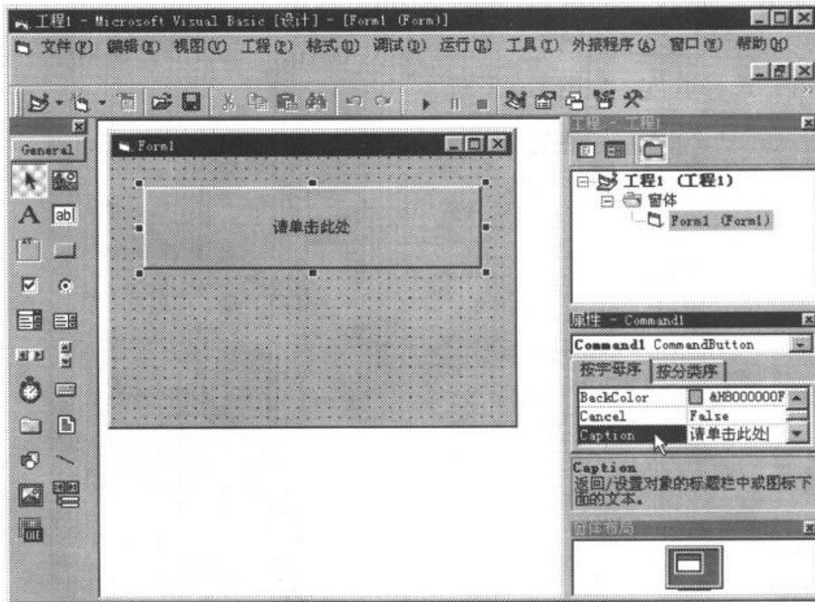 工程1 - Microsoft Visual Basic [设计] - [Form1 (Form)]
文件(F) 编辑(E) 视图(V) 工程(P) 格式(O) 调试(D) 运行(R) 工具(T) 外接程序(A) 窗口(W) 帮助(H)
General
A
ab
Form1
请单击此处
工程 - 工程1
工程1 (工程1)
窗体
Form1 (Form1)
属性 - Command1
Command1 CommandButton
按字母序 按分类序
BackColor &H8000000F
Cancel False
Caption 请单击此处
Caption
返回/设置对象的标题栏中或图标下
面的文本。
窗体布局
OLE